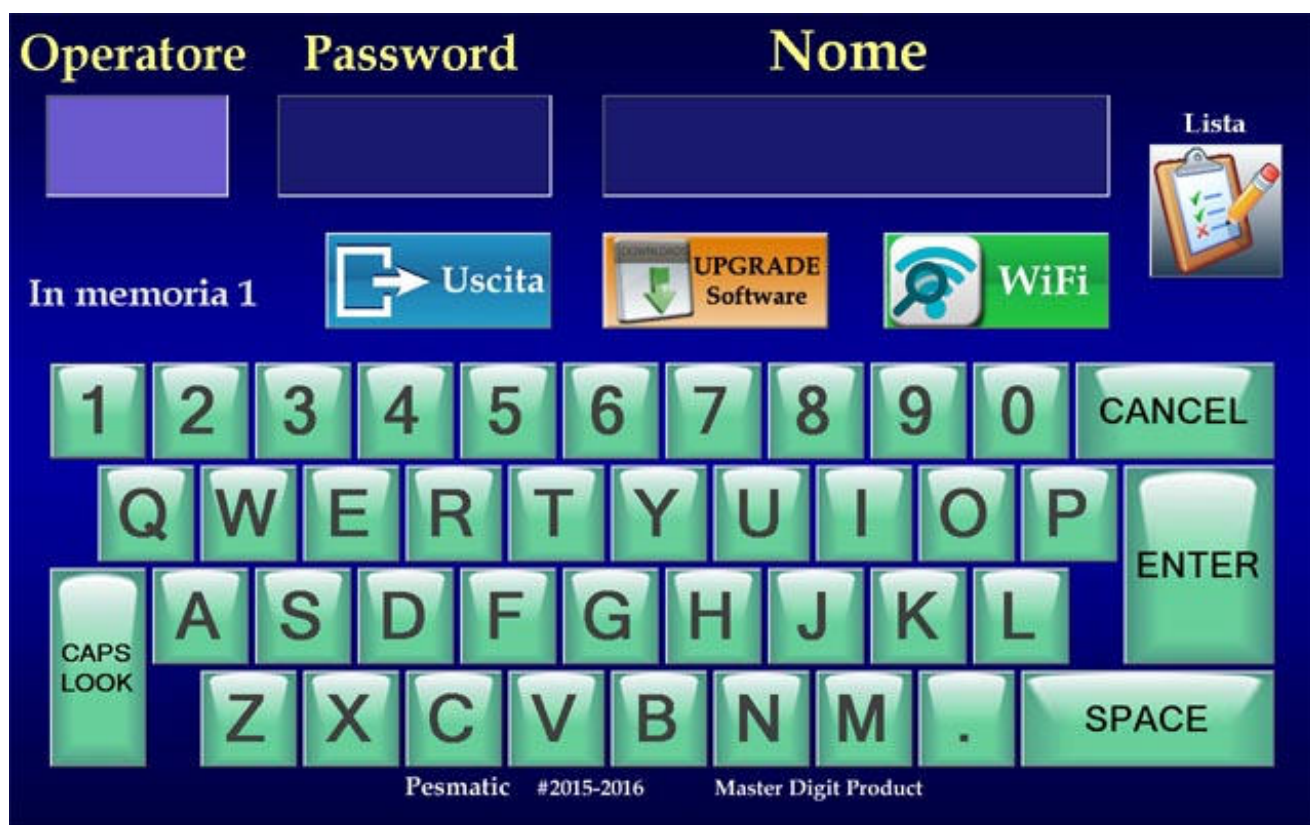 Operatore Password Nome
Lista
In memoria 1 Uscita UPGRADE Software WiFi
1 2 3 4 5 6 7 8 9 0 CANCEL
Q W E R T Y U I O P
ENTER
A S D F G H J K L
CAPS LOOK
Z X C V B N M . SPACE
Pesmatic #2015-2016 Master Digit Product